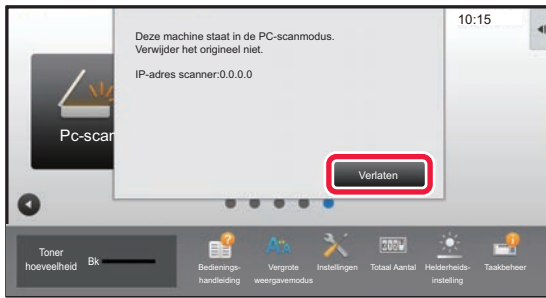 10:15
Deze machine staat in de PC-scanmodus.
Verwijder het origineel niet.
IP-adres scanner:0.0.0.0
Pc-scan
Verlaten
Toner
hoeveelheid
Bk
Bedienings-
handleiding
Vergrote
weergavemodus
Instellingen
Totaal Aantal
Helderheids-
instelling
Taakbeheer